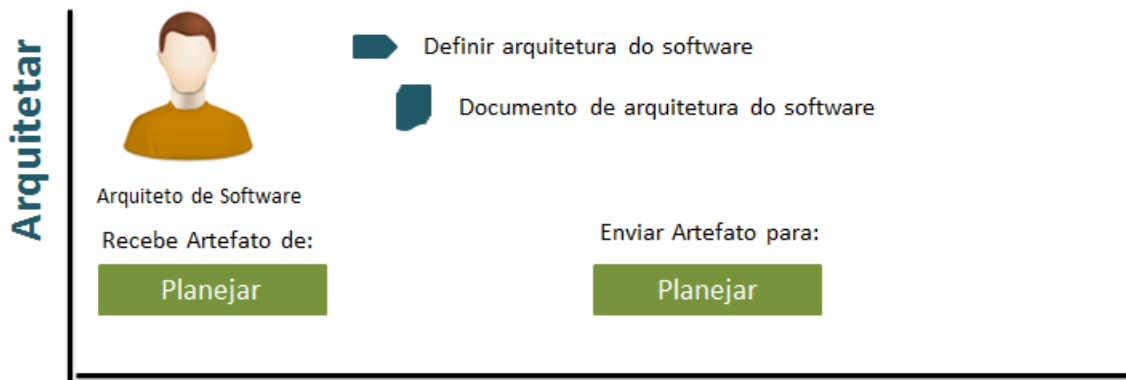 Arquitetar
Definir arquitetura do software
Documento de arquitetura do software
Arquiteto de Software
Recebe Artefato de:
Enviar Artefato para:
Planejar
Planejar